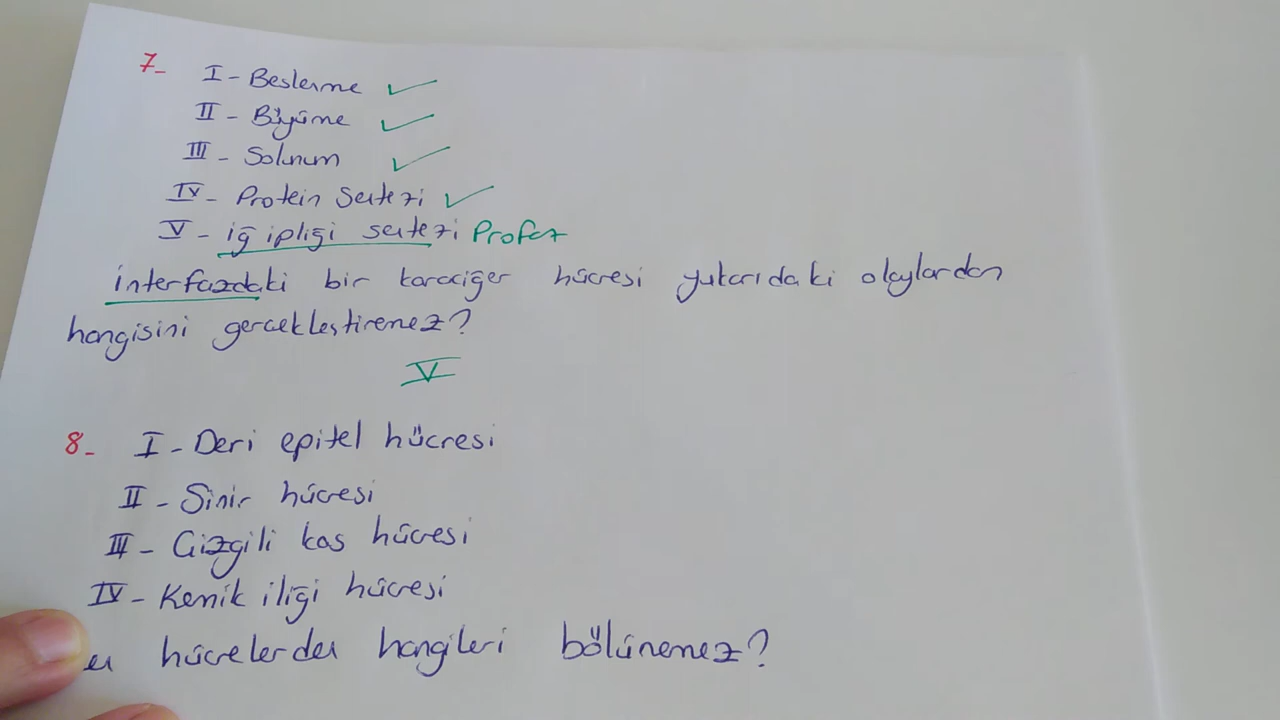 7- I - Beslenme ✓
II - Büyüme ✓
III - Solunum ✓
IV - Protein Sentezi ✓
V - iğ ipliği sentezi Profaz
interfazdaki bir karaciğer hücresi yukarıdaki olaylardan
hangisini gerçekleştiremez?
V
8- I - Deri epitel hücresi
II - Sinir hücresi
III - Çizgili kas hücresi
IV - Kemik iliği hücresi
hücrelerden hangileri bölünemez?